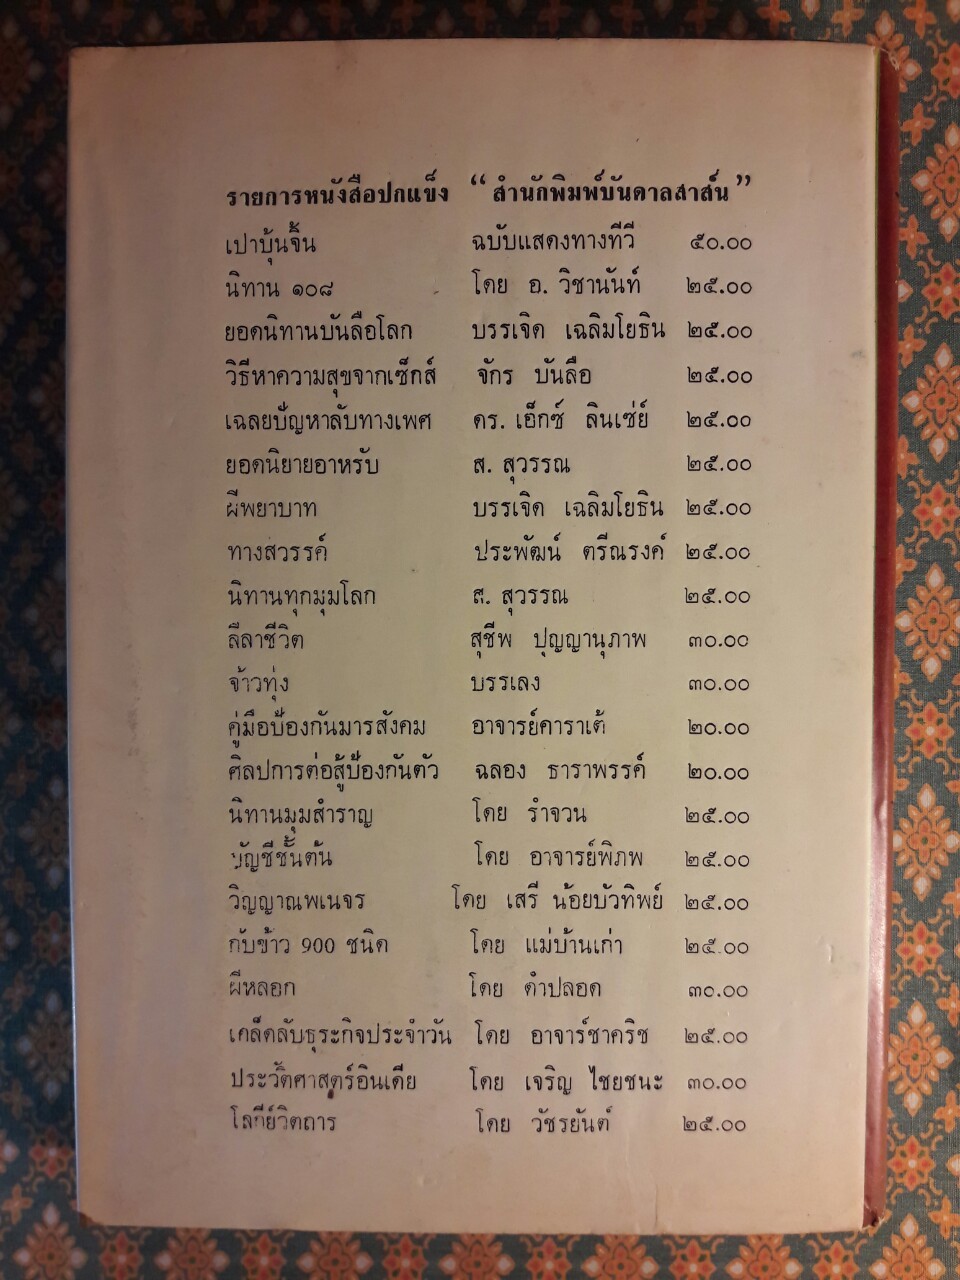 รายการหนังสือปกแข็ง “สำนักพิมพ์บันดาลสาส์น”
เปาบุ้นจิ้น ฉบับแสดงทางทีวี ๕๐.๐๐
นิทาน ๑๐๘ โดย อ. วิชานันท์ ๒๕.๐๐
ยอดนิทานบันลือโลก บรรเจิด เฉลิมโยธิน ๒๕.๐๐
วิธีหาความสุขจากเซ็กส์ จักร บันลือ ๒๕.๐๐
เฉลยปัญหาลับทางเพศ ดร. เอ็กซ์ ลินเซ่ย์ ๒๕.๐๐
ยอดนิยายอาหรับ ส. สุวรรณ ๒๕.๐๐
ผีพยาบาท บรรเจิด เฉลิมโยธิน ๒๕.๐๐
ทางสวรรค์ ประพัฒน์ ตรีณรงค์ ๒๕.๐๐
นิทานทุกมุมโลก ส. สุวรรณ ๒๕.๐๐
ลีลาชีวิต สุชีพ ปุญญานุภาพ ๓๐.๐๐
จ้าวทุ่ง บรรเลง ๓๐.๐๐
คู่มือป้องกันมารสังคม อาจารย์คาราเต้ ๒๐.๐๐
ศิลปการต่อสู้ป้องกันตัว ฉลอง ธาราพรรค์ ๒๐.๐๐
นิทานมุมสำราญ โดย รำจวน ๒๕.๐๐
บัญชีชั้นต้น โดย อาจารย์พิภพ ๒๕.๐๐
วิญญาณพเนจร โดย เสรี น้อยบัวทิพย์ ๒๕.๐๐
กับข้าว 900 ชนิด โดย แม่บ้านเก่า ๒๕.๐๐
ผีหลอก โดย ดำปลอด ๓๐.๐๐
เคล็ดลับธุระกิจประจำวัน โดย อาจาร์ชาคริช ๒๕.๐๐
ประวัติศาสตร์อินเดีย โดย เจริญ ไชยชนะ ๓๐.๐๐
โลกีย์วิตถาร โดย วัชรยันต์ ๒๕.๐๐